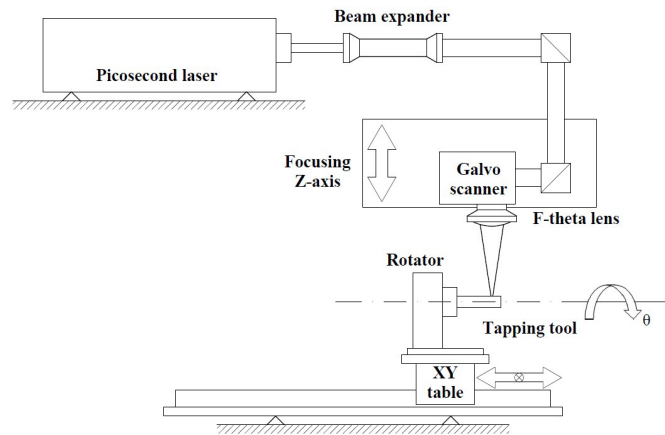 Beam expander
Picosecond laser
Focusing
Z-axis
Galvo
scanner
F-theta lens
Rotator
Tapping tool
θ
XY
table